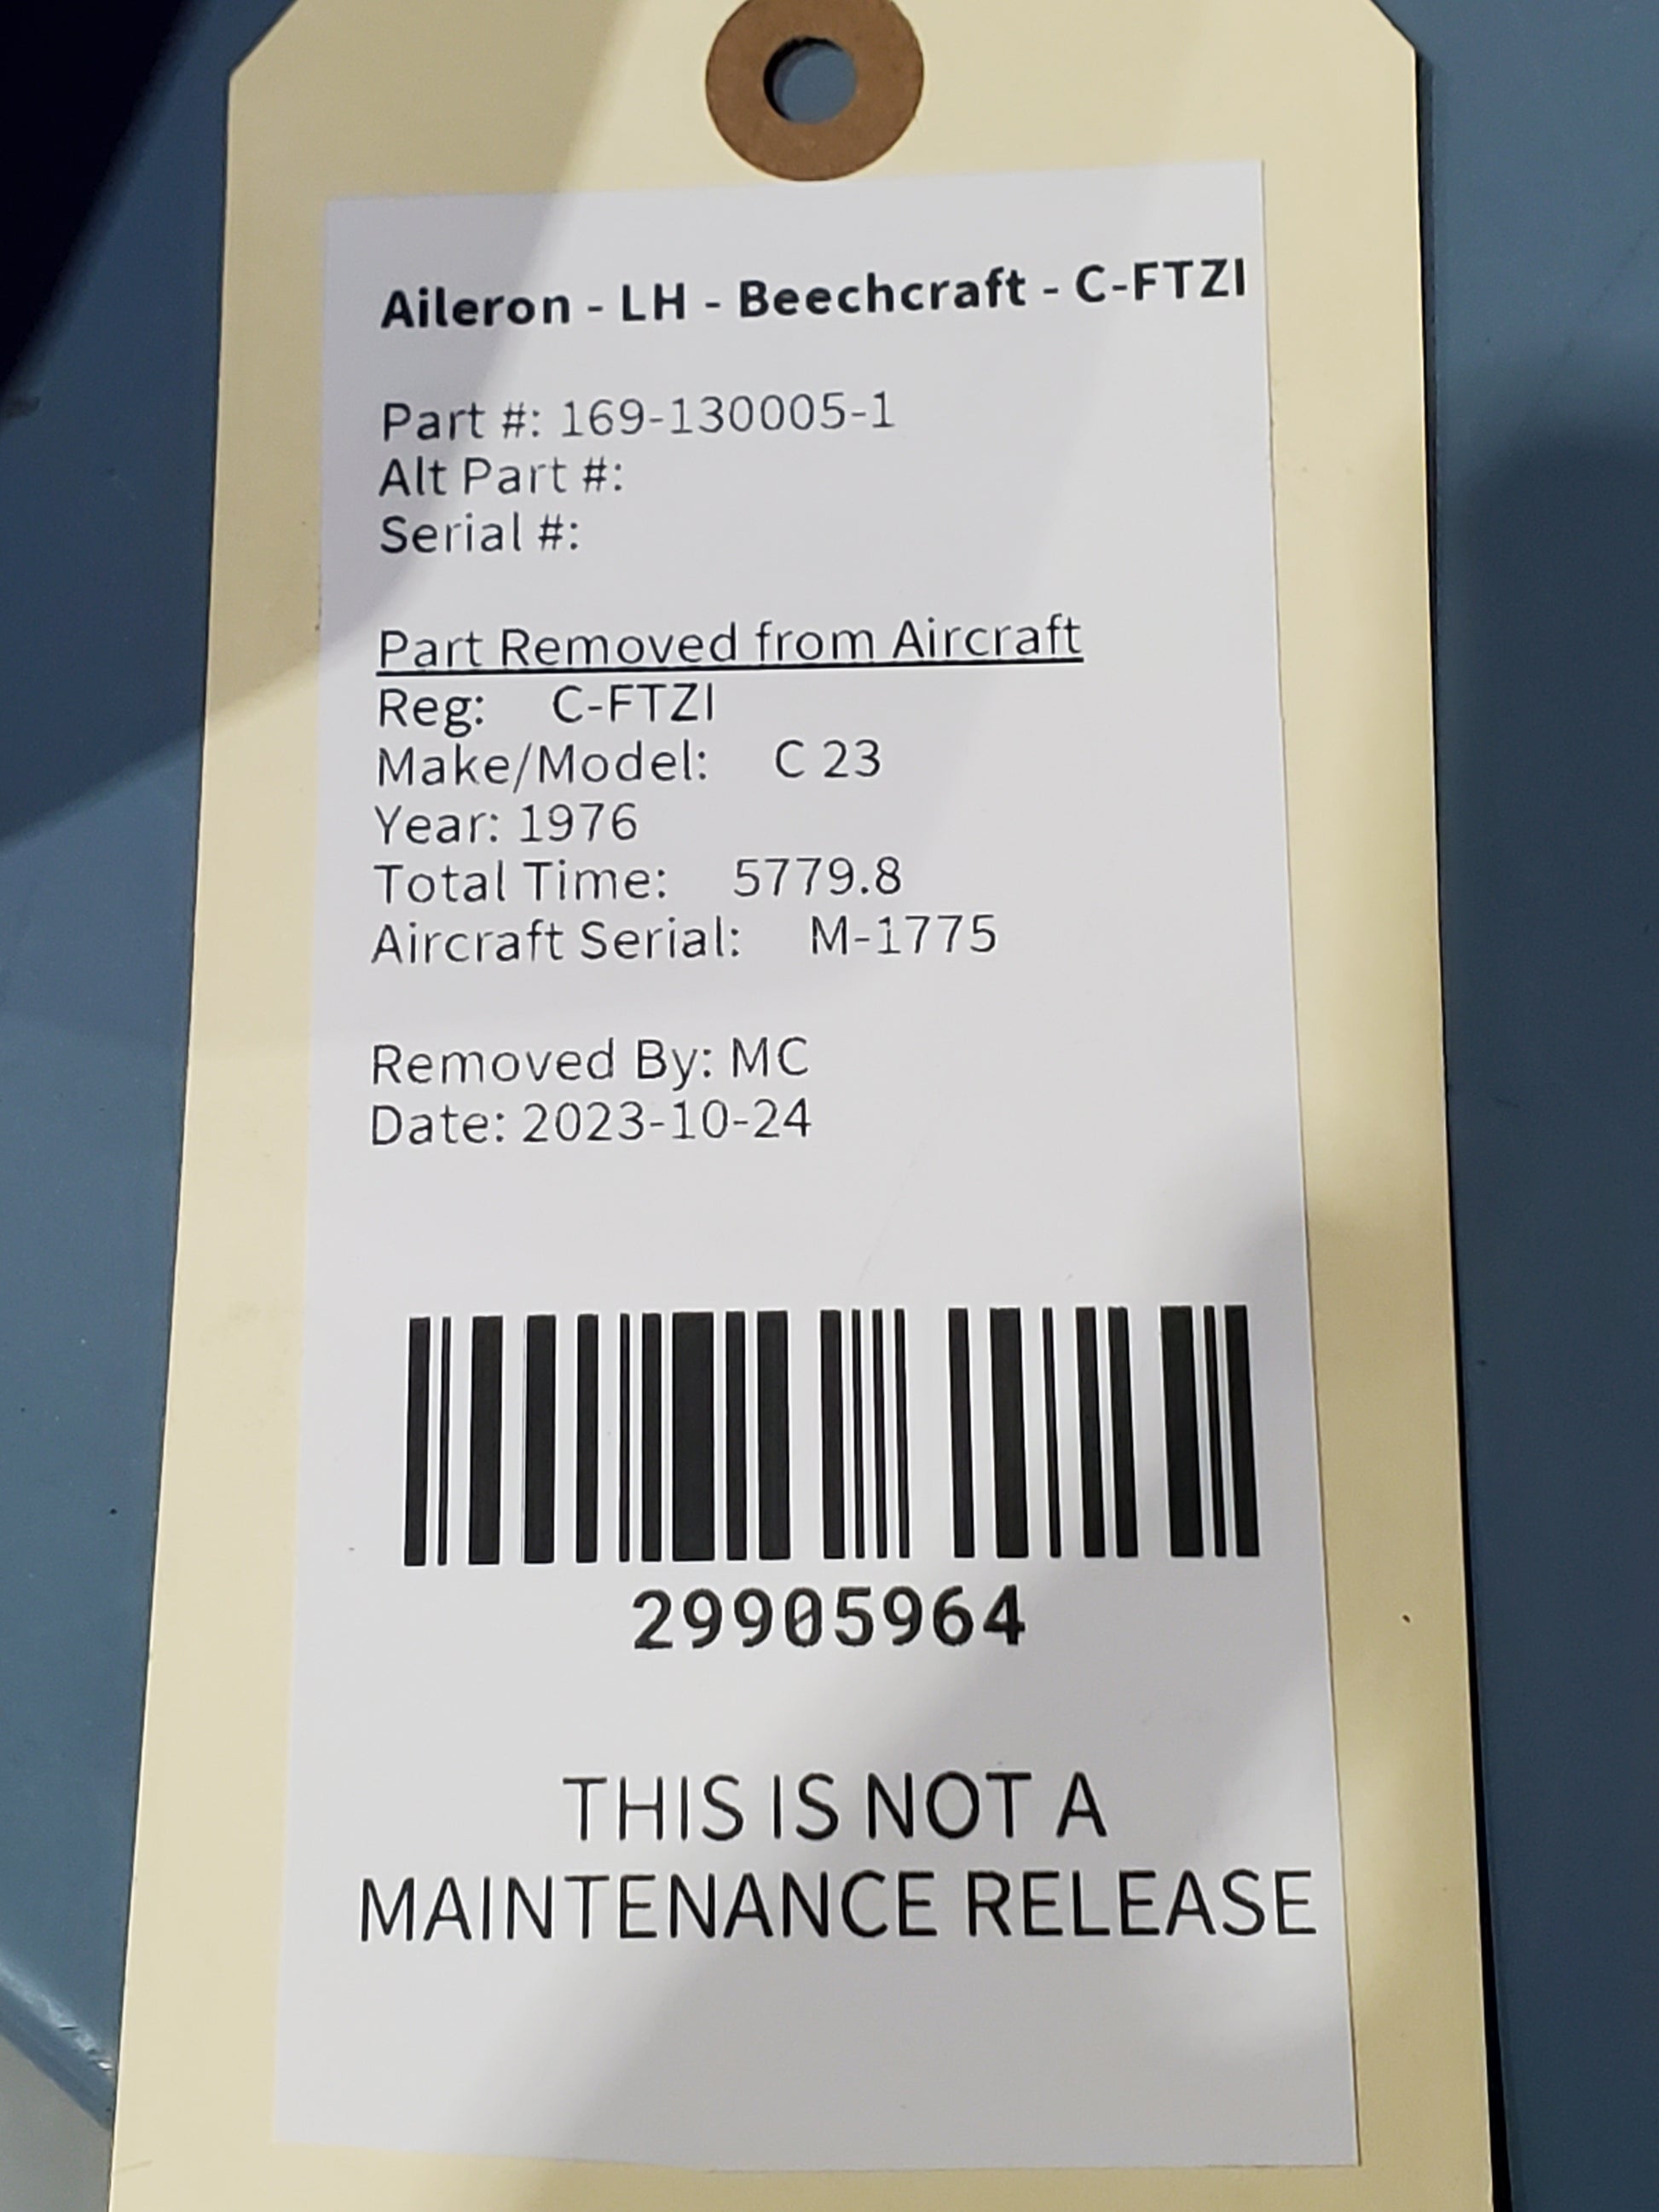 Aileron - LH - Beechcraft - C-FTZI
Part #: 169-130005-1
Alt Part #:
Serial #:
Part Removed from Aircraft
Reg: C-FTZI
Make/Model: C 23
Year: 1976
Total Time: 5779.8
Aircraft Serial: M-1775
Removed By: MC
Date: 2023-10-24
29905964
THIS IS NOT A
MAINTENANCE RELEASE